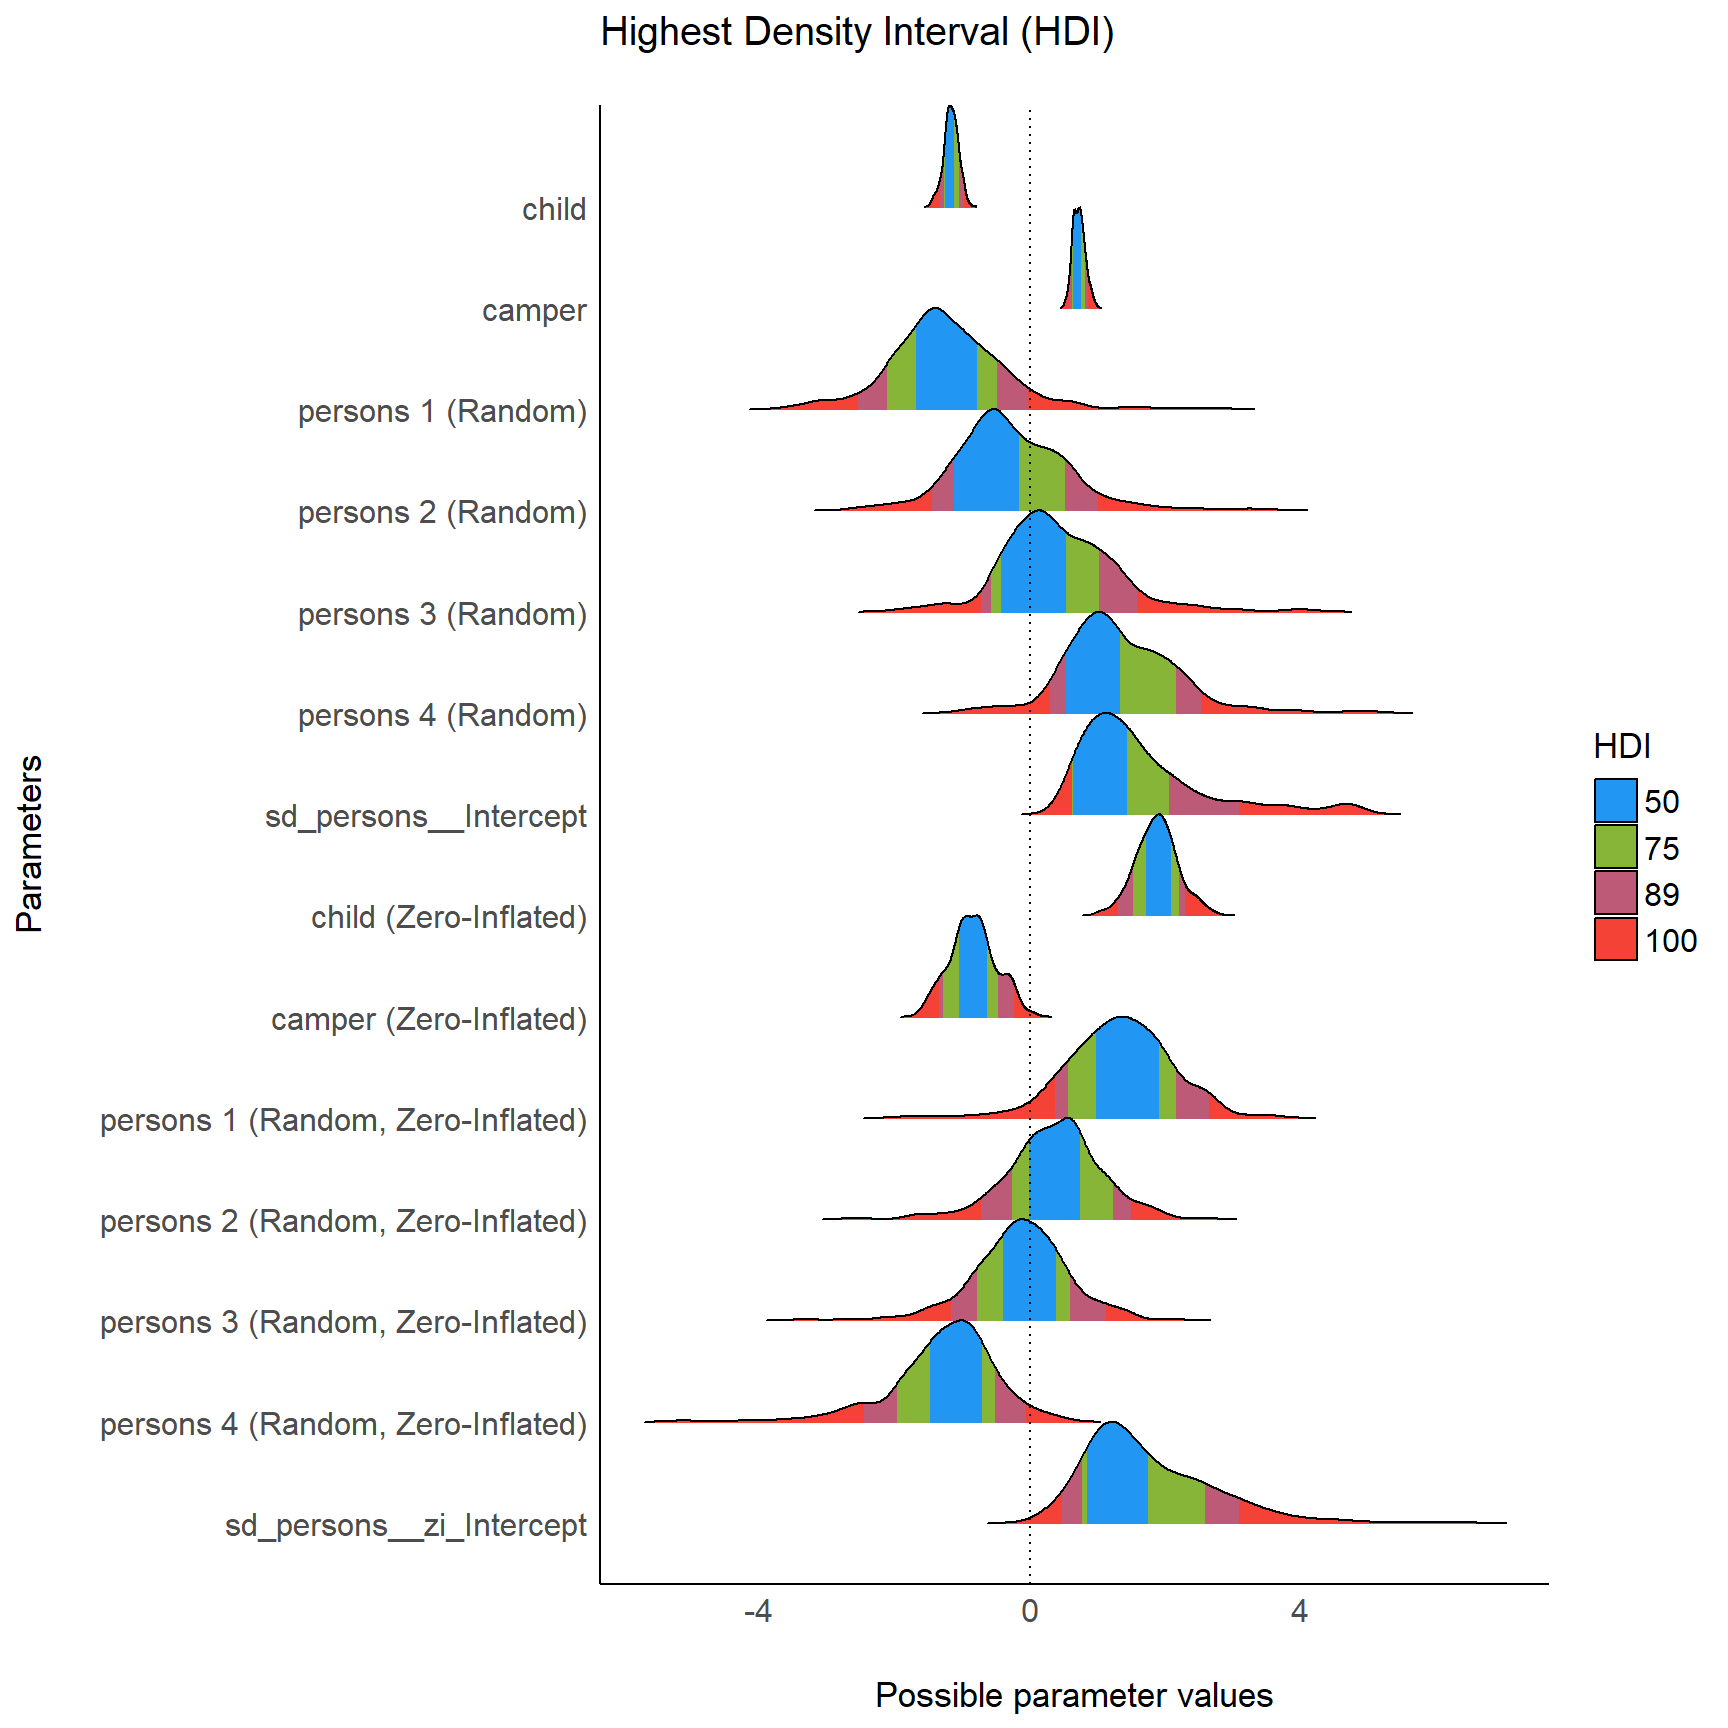 Highest Density Interval (HDI)
child
camper
persons 1 (Random)
persons 2 (Random)
persons 3 (Random)
persons 4 (Random)
sd_persons__Intercept
child (Zero-Inflated)
camper (Zero-Inflated)
persons 1 (Random, Zero-Inflated)
persons 2 (Random, Zero-Inflated)
persons 3 (Random, Zero-Inflated)
persons 4 (Random, Zero-Inflated)
sd_persons__zi_Intercept
Parameters
-4 0 4
Possible parameter values
HDI
50
75
89
100